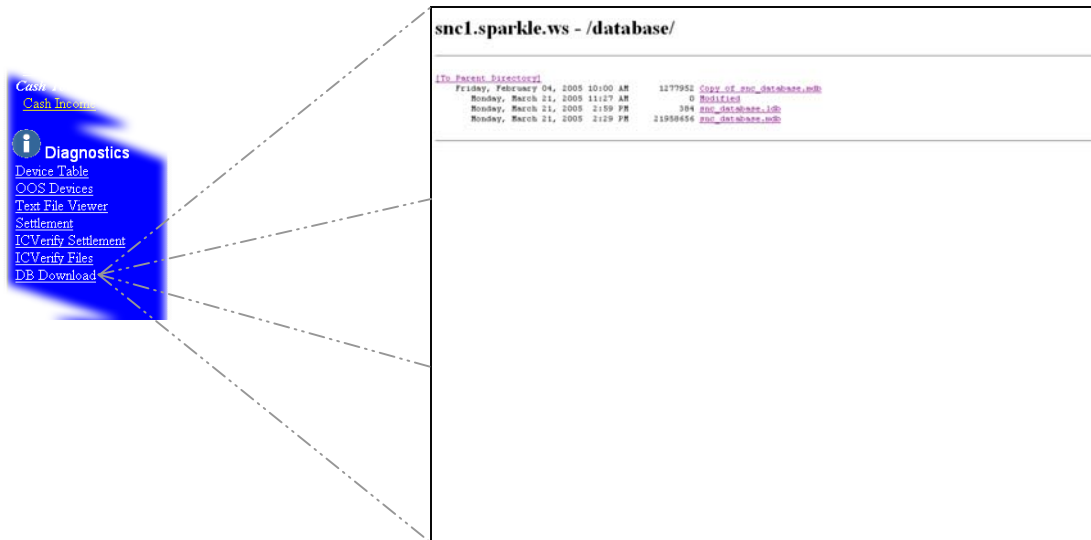 Cash
Cash Incom
Diagnostics
Device Table
OOS Devices
Text File Viewer
Settlement
ICVerify Settlement
ICVerify Files
DB Download
snc1.sparkle.ws - /database/
[To Parent Directory]
Friday, February 04, 2005 10:00 AM 1277952 Copy of snc_database.mdb
Monday, March 21, 2005 11:27 AM 0 Modified
Monday, March 21, 2005 2:59 PM 384 snc_database.ldb
Monday, March 21, 2005 2:29 PM 21958656 snc_database.mdb